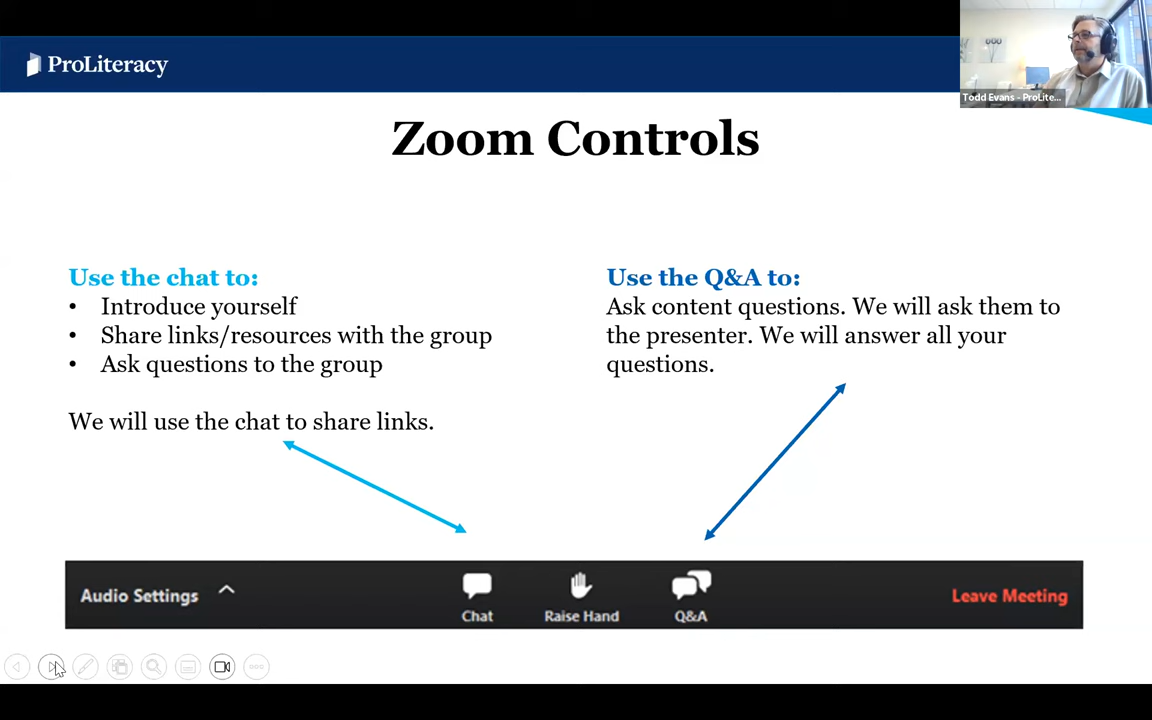 ProLiteracy
Todd Evans - ProLite...
Zoom Controls
Use the chat to:
• Introduce yourself
• Share links/resources with the group
• Ask questions to the group
We will use the chat to share links.
Use the Q&A to:
Ask content questions. We will ask them to
the presenter. We will answer all your
questions.
Audio Settings
Chat
Raise Hand
Q&A
Leave Meeting